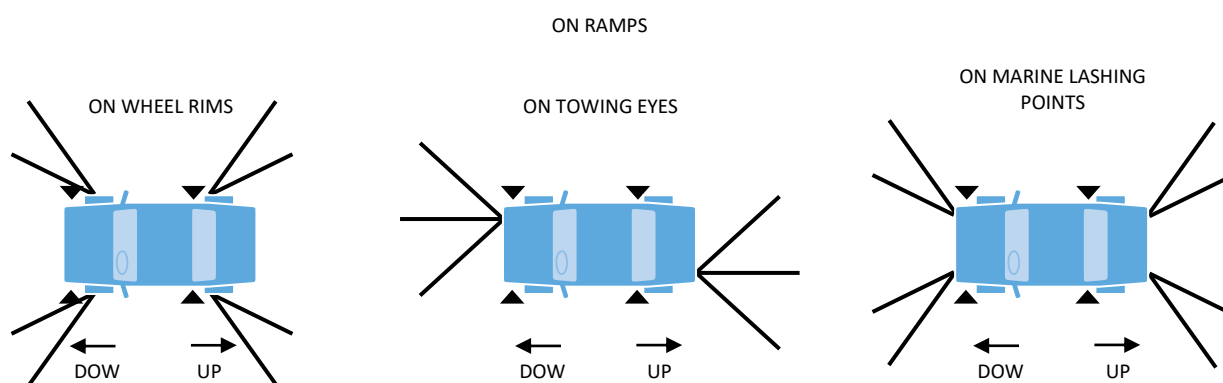 ON RAMPS
ON WHEEL RIMS
ON TOWING EYES
ON MARINE LASHING
POINTS
DOW UP
DOW UP
DOW UP